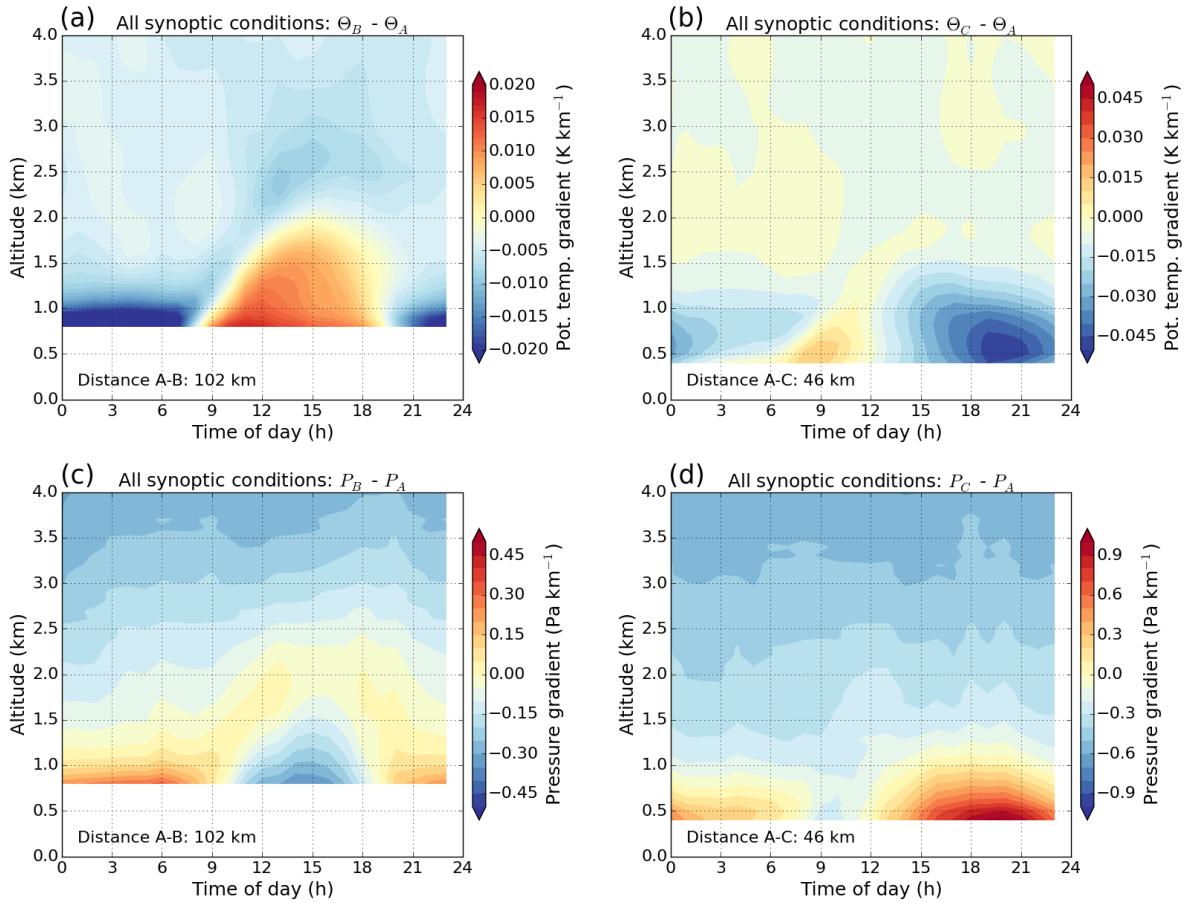 (a) All synoptic conditions: Θ_B - Θ_A
4.0
3.5
3.0
2.5
2.0
1.5
1.0
0.5
0.0
Altitude (km)
Distance A-B: 102 km
0 3 6 9 12 15 18 21 24
Time of day (h)
0.020
0.015
0.010
0.005
0.000
−0.005
−0.010
−0.015
−0.020
Pot. temp. gradient (K km⁻¹)
(b) All synoptic conditions: Θ_C - Θ_A
4.0
3.5
3.0
2.5
2.0
1.5
1.0
0.5
0.0
Altitude (km)
Distance A-C: 46 km
0 3 6 9 12 15 18 21 24
Time of day (h)
0.045
0.030
0.015
0.000
−0.015
−0.030
−0.045
Pot. temp. gradient (K km⁻¹)
(c) All synoptic conditions: P_B - P_A
4.0
3.5
3.0
2.5
2.0
1.5
1.0
0.5
0.0
Altitude (km)
Distance A-B: 102 km
0 3 6 9 12 15 18 21 24
Time of day (h)
0.45
0.30
0.15
0.00
−0.15
−0.30
−0.45
Pressure gradient (Pa km⁻¹)
(d) All synoptic conditions: P_C - P_A
4.0
3.5
3.0
2.5
2.0
1.5
1.0
0.5
0.0
Altitude (km)
Distance A-C: 46 km
0 3 6 9 12 15 18 21 24
Time of day (h)
0.9
0.6
0.3
0.0
−0.3
−0.6
−0.9
Pressure gradient (Pa km⁻¹)